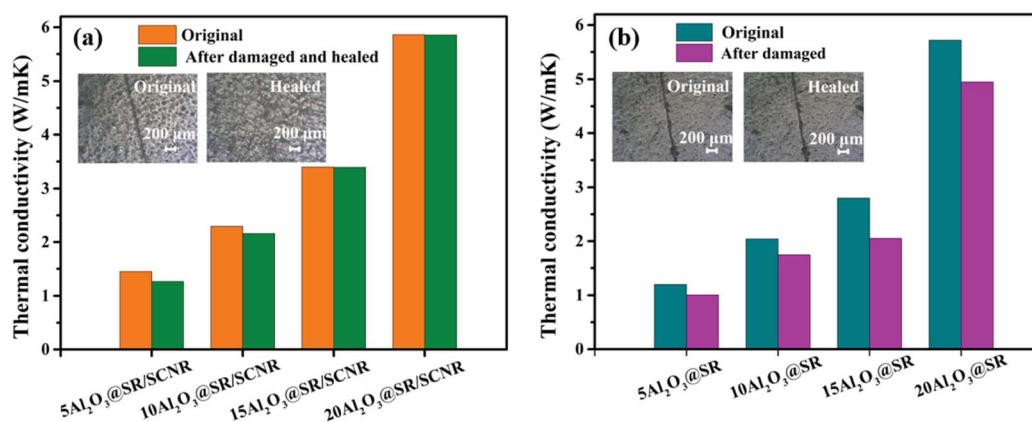 (a)
Original
After damaged and healed
Original
200 μm
Healed
200 μm
Thermal conductivity (W/mK)
6
5
4
3
2
1
0
5Al₂O₃@SR/SCNR
10Al₂O₃@SR/SCNR
15Al₂O₃@SR/SCNR
20Al₂O₃@SR/SCNR
(b)
Original
After damaged
Original
200 μm
Healed
200 μm
Thermal conductivity (W/mK)
6
5
4
3
2
1
0
5Al₂O₃@SR
10Al₂O₃@SR
15Al₂O₃@SR
20Al₂O₃@SR